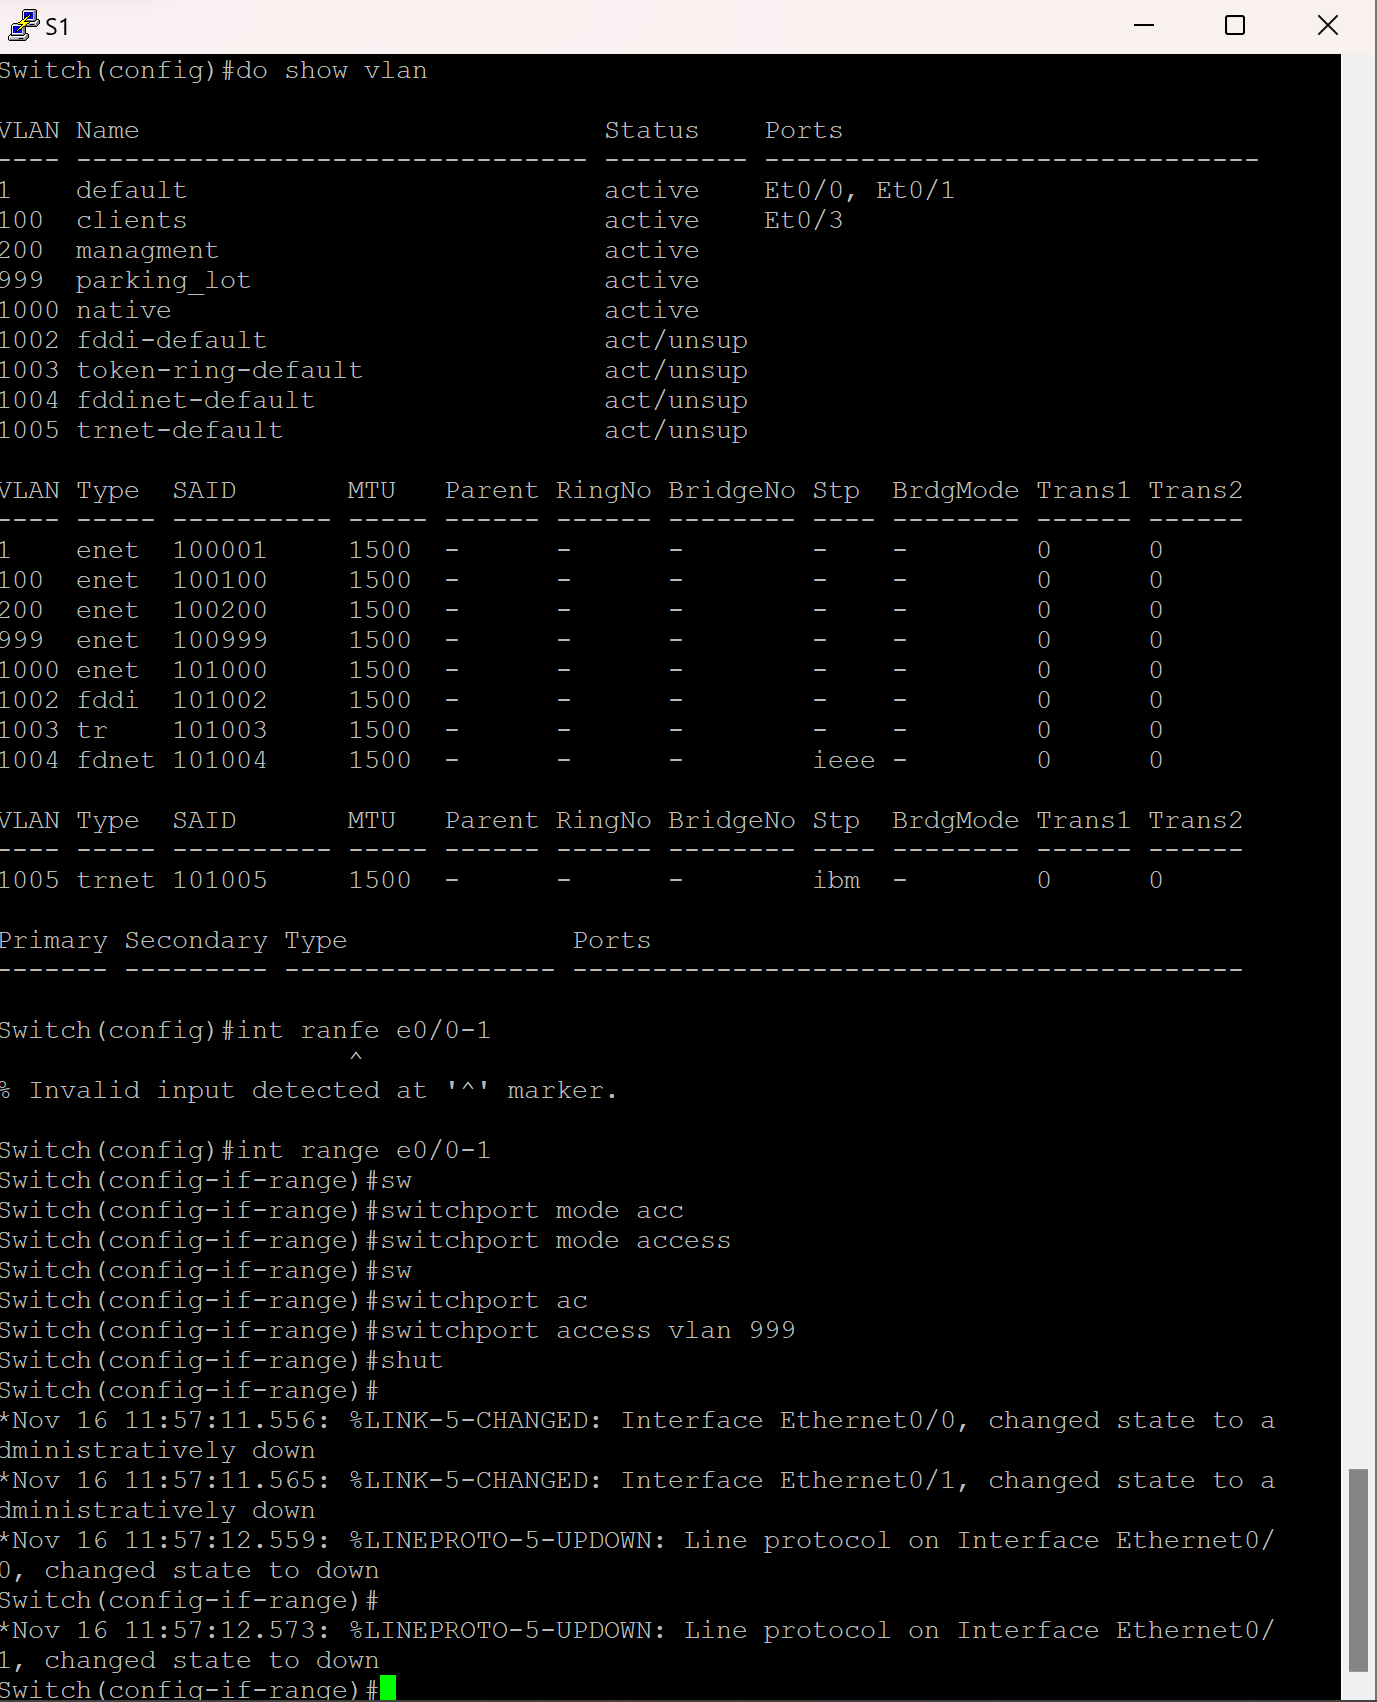 S1
Switch(config)#do show vlan
VLAN Name                             Status    Ports
---- -------------------------------- --------- -------------------------------
1    default                          active    Et0/0, Et0/1
100  clients                          active    Et0/3
200  managment                        active
999  parking_lot                      active
1000 native                           active
1002 fddi-default                     act/unsup
1003 token-ring-default               act/unsup
1004 fddinet-default                  act/unsup
1005 trnet-default                    act/unsup
VLAN Type  SAID       MTU   Parent RingNo BridgeNo Stp  BrdgMode Trans1 Trans2
---- ----- ---------- ----- ------ ------ -------- ---- -------- ------ ------
1    enet  100001     1500  -      -      -        -    -        0      0
100  enet  100100     1500  -      -      -        -    -        0      0
200  enet  100200     1500  -      -      -        -    -        0      0
999  enet  100999     1500  -      -      -        -    -        0      0
1000 enet  101000     1500  -      -      -        -    -        0      0
1002 fddi  101002     1500  -      -      -        -    -        0      0
1003 tr    101003     1500  -      -      -        -    -        0      0
1004 fdnet 101004     1500  -      -      -        ieee -        0      0
VLAN Type  SAID       MTU   Parent RingNo BridgeNo Stp  BrdgMode Trans1 Trans2
---- ----- ---------- ----- ------ ------ -------- ---- -------- ------ ------
1005 trnet 101005     1500  -      -      -        ibm  -        0      0
Primary Secondary Type              Ports
------- --------- ----------------- ------------------------------------------
Switch(config)#int ranfe e0/0-1
                      ^
% Invalid input detected at '^' marker.
Switch(config)#int range e0/0-1
Switch(config-if-range)#sw
Switch(config-if-range)#switchport mode acc
Switch(config-if-range)#switchport mode access
Switch(config-if-range)#sw
Switch(config-if-range)#switchport ac
Switch(config-if-range)#switchport access vlan 999
Switch(config-if-range)#shut
Switch(config-if-range)#
*Nov 16 11:57:11.556: %LINK-5-CHANGED: Interface Ethernet0/0, changed state to a
dministratively down
*Nov 16 11:57:11.565: %LINK-5-CHANGED: Interface Ethernet0/1, changed state to a
dministratively down
*Nov 16 11:57:12.559: %LINEPROTO-5-UPDOWN: Line protocol on Interface Ethernet0/
0, changed state to down
Switch(config-if-range)#
*Nov 16 11:57:12.573: %LINEPROTO-5-UPDOWN: Line protocol on Interface Ethernet0/
1, changed state to down
Switch(config-if-range)#